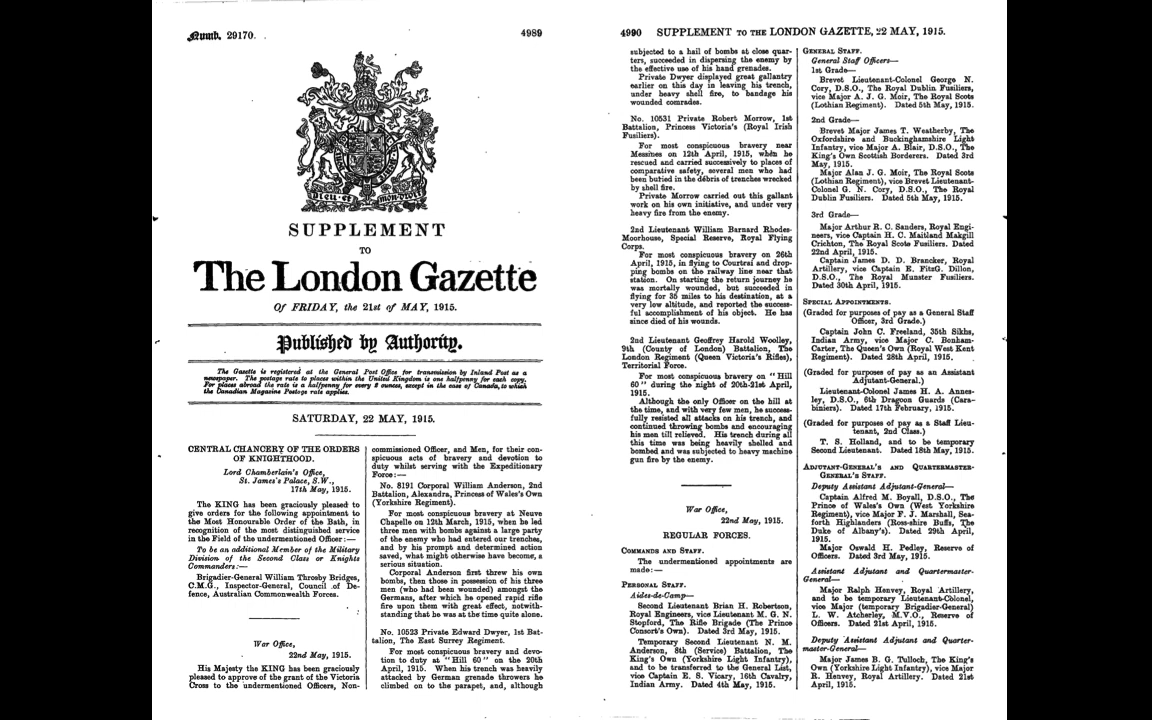 Numb. 29170.
4989
DIEU ET MON DROIT
SUPPLEMENT
TO
The London Gazette
Of FRIDAY, the 21st of MAY, 1915.
Published by Authority.
The Gazette is registered at the General Post Office for transmission by Inland Post as a
newspaper. The postage rate to places within the United Kingdom is one halfpenny for each copy.
For places abroad the rate is a halfpenny for every 2 ounces, except in the case of Canada, to which
the Canadian Magazine Postage rate applies.
SATURDAY, 22 MAY, 1915.
CENTRAL CHANCERY OF THE ORDERS
OF KNIGHTHOOD.
Lord Chamberlain's Office,
St. James's Palace, S.W.,
17th May, 1915.
The KING has been graciously pleased to
give orders for the following appointment to
the Most Honourable Order of the Bath, in
recognition of the most distinguished service
in the Field of the undermentioned Officer:—
To be an additional Member of the Military
Division of the Second Class or Knights
Commanders:—
Brigadier-General William Throsby Bridges,
C.M.G., Inspector-General, Council of De-
fence, Australian Commonwealth Forces.
War Office,
22nd May, 1915.
His Majesty the KING has been graciously
pleased to approve of the grant of the Victoria
Cross to the undermentioned Officers, Non-
commissioned Officer, and Men, for their con-
spicuous acts of bravery and devotion to
duty whilst serving with the Expeditionary
Force:—
No. 8191 Corporal William Anderson, 2nd
Battalion, Alexandra, Princess of Wales's Own
(Yorkshire Regiment).
For most conspicuous bravery at Neuve
Chapelle on 12th March, 1915, when he led
three men with bombs against a large party
of the enemy who had entered our trenches,
and by his prompt and determined action
saved, what might otherwise have become, a
serious situation.
Corporal Anderson first threw his own
bombs, then those in possession of his three
men (who had been wounded) amongst the
Germans, after which he opened rapid rifle
fire upon them with great effect, notwith-
standing that he was at the time quite alone.
No. 10523 Private Edward Dwyer, 1st Bat-
talion, The East Surrey Regiment.
For most conspicuous bravery and devo-
tion to duty at "Hill 60" on the 20th
April, 1915. When his trench was heavily
attacked by German grenade throwers he
climbed on to the parapet, and, although
4990 SUPPLEMENT TO THE LONDON GAZETTE, 22 MAY, 1915.
subjected to a hail of bombs at close quar-
ters, succeeded in dispersing the enemy by
the effective use of his hand grenades.
Private Dwyer displayed great gallantry
earlier on this day in leaving his trench,
under heavy shell fire, to bandage his
wounded comrades.
No. 10531 Private Robert Morrow, 1st
Battalion, Princess Victoria's (Royal Irish
Fusiliers).
For most conspicuous bravery near
Messines on 12th April, 1915, when he
rescued and carried successively to places of
comparative safety, several men who had
been buried in the débris of trenches wrecked
by shell fire.
Private Morrow carried out this gallant
work on his own initiative, and under very
heavy fire from the enemy.
2nd Lieutenant William Barnard Rhodes-
Moorhouse, Special Reserve, Royal Flying
Corps.
For most conspicuous bravery on 26th
April, 1915, in flying to Courtrai and drop-
ping bombs on the railway line near that
station. On starting the return journey he
was mortally wounded, but succeeded in
flying for 35 miles to his destination, at a
very low altitude, and reported the success-
ful accomplishment of his object. He has
since died of his wounds.
2nd Lieutenant Geoffrey Harold Woolley,
9th (County of London) Battalion, The
London Regiment (Queen Victoria's Rifles),
Territorial Force.
For most conspicuous bravery on "Hill
60" during the night of 20th-21st April,
1915.
Although the only Officer on the hill at
the time, and with very few men, he success-
fully resisted all attacks on his trench, and
continued throwing bombs and encouraging
his men till relieved. His trench during all
this time was being heavily shelled and
bombed and was subjected to heavy machine
gun fire by the enemy.
War Office,
22nd May, 1915.
REGULAR FORCES.
COMMANDS AND STAFF.
The undermentioned appointments are
made:—
PERSONAL STAFF.
Aides-de-Camp—
Second Lieutenant Brian H. Robertson,
Royal Engineers, vice Lieutenant M. G. N.
Stopford, The Rifle Brigade (The Prince
Consort's Own). Dated 3rd May, 1915.
Temporary Second Lieutenant N. M.
Anderson, 8th (Service) Battalion, The
King's Own (Yorkshire Light Infantry),
and to be transferred to the General List,
vice Captain E. S. Vicary, 16th Cavalry,
Indian Army. Dated 4th May, 1915.
GENERAL STAFF.
General Staff Officers—
1st Grade—
Brevet Lieutenant-Colonel George N.
Cory, D.S.O., The Royal Dublin Fusiliers,
vice Major A. J. G. Moir, The Royal Scots
(Lothian Regiment). Dated 5th May, 1915.
2nd Grade—
Brevet Major James T. Weatherby, The
Oxfordshire and Buckinghamshire Light
Infantry, vice Major A. Blair, D.S.O., The
King's Own Scottish Borderers. Dated 3rd
May, 1915.
Major Alan J. G. Moir, The Royal Scots
(Lothian Regiment), vice Brevet Lieutenant-
Colonel G. N. Cory, D.S.O., The Royal
Dublin Fusiliers. Dated 5th May, 1915.
3rd Grade—
Major Arthur R. C. Sanders, Royal Engi-
neers, vice Captain H. C. Maitland Makgill
Crichton, The Royal Scots Fusiliers. Dated
22nd April, 1915.
Captain James D. D. Brancker, Royal
Artillery, vice Captain E. FitzG. Dillon,
D.S.O., The Royal Munster Fusiliers.
Dated 30th April, 1915.
SPECIAL APPOINTMENTS.
(Graded for purposes of pay as a General Staff
Officer, 3rd Grade.)
Captain John C. Freeland, 35th Sikhs,
Indian Army, vice Major C. Bonham-
Carter, The Queen's Own (Royal West Kent
Regiment). Dated 28th April, 1915.
(Graded for purposes of pay as an Assistant
Adjutant-General.)
Lieutenant-Colonel James H. A. Annes-
ley, D.S.O., 6th Dragoon Guards (Cara-
biniers). Dated 17th February, 1915.
(Graded for purposes of pay as a Staff Lieu-
tenant, 2nd Class.)
T. S. Holland, and to be temporary
Second Lieutenant. Dated 18th May, 1915.
ADJUTANT-GENERAL'S AND QUARTERMASTER-
GENERAL'S STAFF.
Deputy Assistant Adjutant-General—
Captain Alfred M. Boyall, D.S.O., The
Prince of Wales's Own (West Yorkshire
Regiment), vice Major F. J. Marshall, Sea-
forth Highlanders (Ross-shire Buffs, The
Duke of Albany's). Dated 29th April,
1915.
Major Oswald H. Pedley, Reserve of
Officers. Dated 3rd May, 1915.
Assistant Adjutant and Quartermaster-
General—
Major Ralph Henvey, Royal Artillery,
and to be temporary Lieutenant-Colonel,
vice Major (temporary Brigadier-General)
L. W. Atcherley, M.V.O., Reserve of
Officers. Dated 21st April, 1915.
Deputy Assistant Adjutant and Quarter-
master-General—
Major James B. G. Tulloch, The King's
Own (Yorkshire Light Infantry), vice Major
R. Henvey, Royal Artillery. Dated 21st
April, 1915.